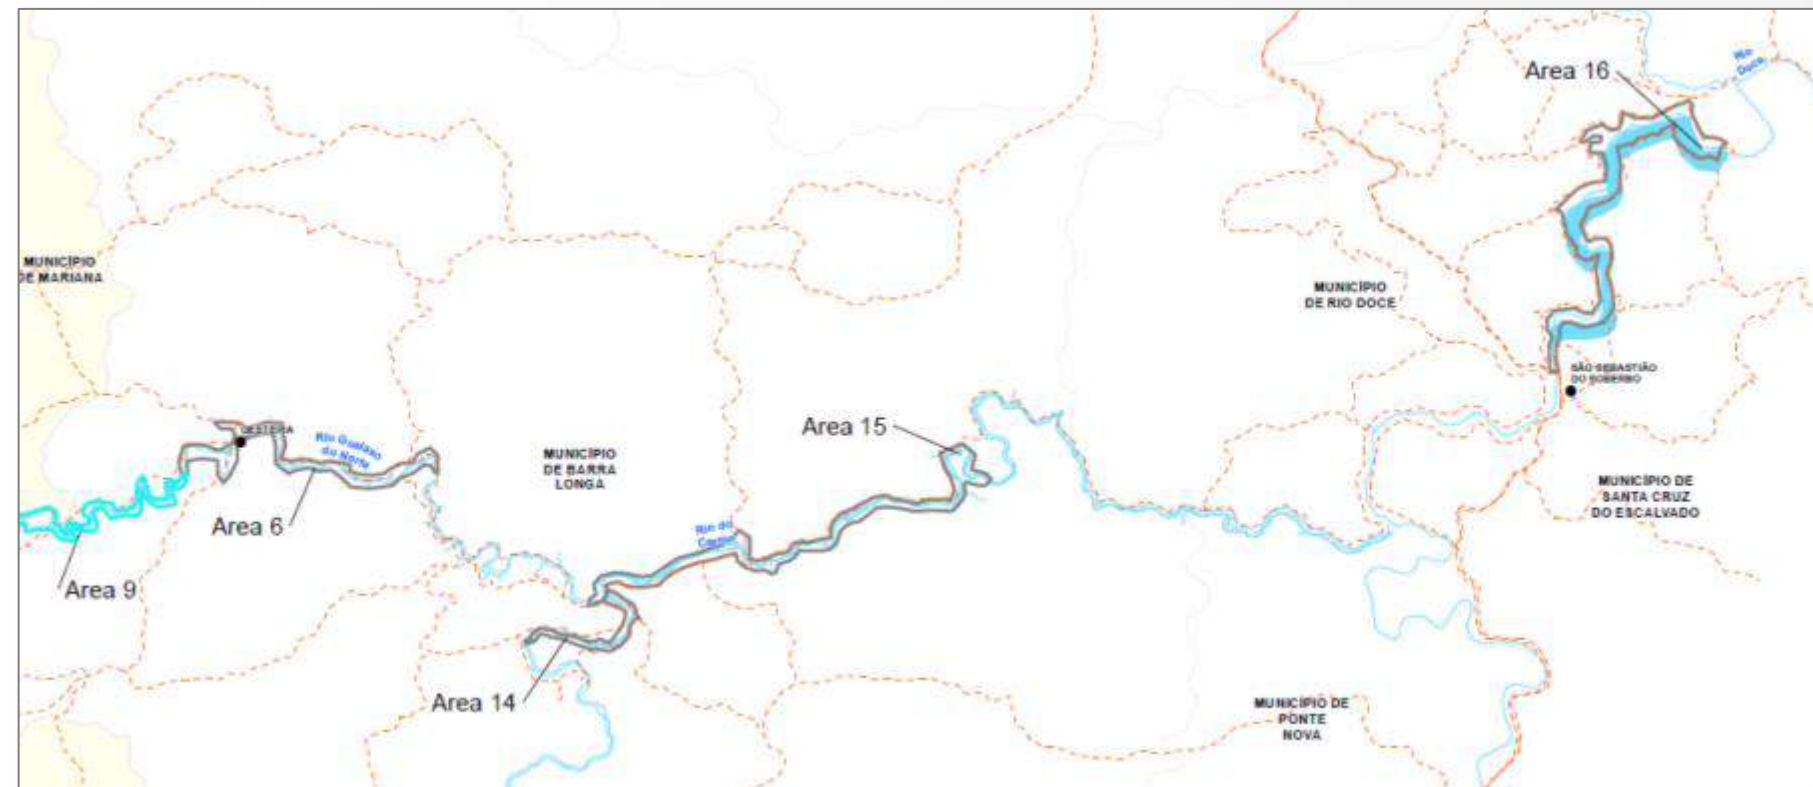 Rio
Doce
Area 16
MUNICÍPIO
DE MARIANA
MUNICÍPIO
DE RIO DOCE
SÃO SEBASTIÃO
DO SOBERBO
GESTEIRA
Rio Gualaxo
do Norte
Area 15
MUNICÍPIO
DE BARRA
LONGA
MUNICÍPIO DE
SANTA CRUZ
DO ESCALVADO
Area 6
Rio do
Carmo
Area 9
Area 14
MUNICÍPIO DE
PONTE
NOVA